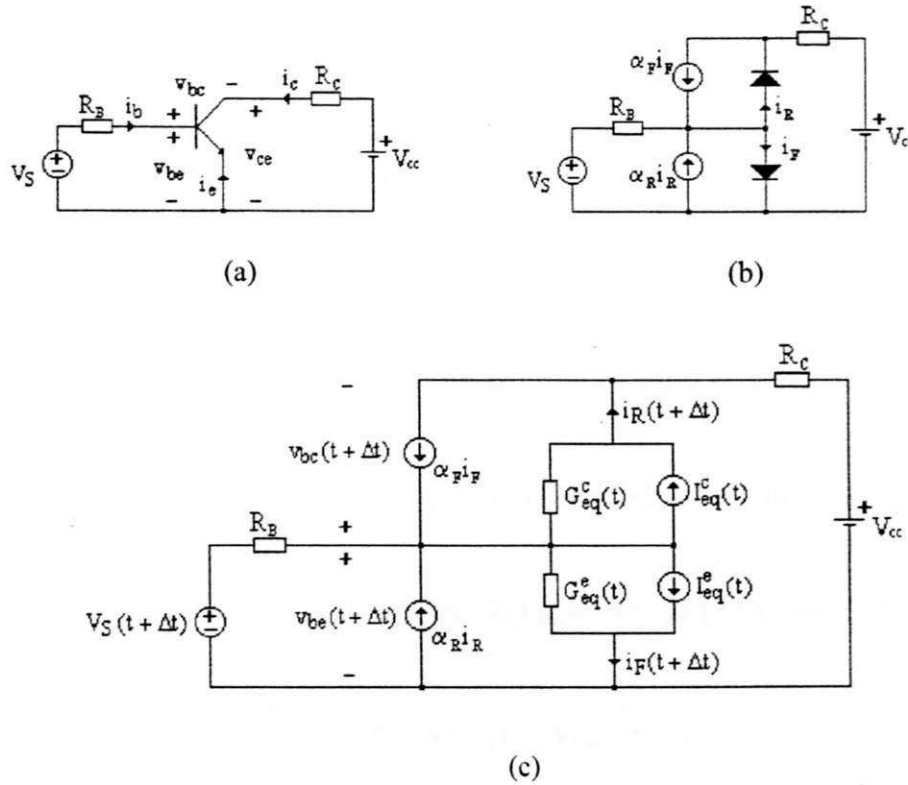 R_C
α_F i_F
i_R
R_B
i_F
V_S
α_R i_R
+
V_c
v_bc
−
i_c
R_C
R_B
i_b
+
+
+
+
V_S
v_be
v_ce
V_cc
i_e
−
−
(a)
(b)
R_C
−
i_R(t + Δt)
v_bc(t + Δt)
α_F i_F
G^c_eq(t)
I^c_eq(t)
+
V_cc
R_B
+
+
G^e_eq(t)
I^e_eq(t)
V_S(t + Δt)
v_be(t + Δt)
α_R i_R
i_F(t + Δt)
−
(c)